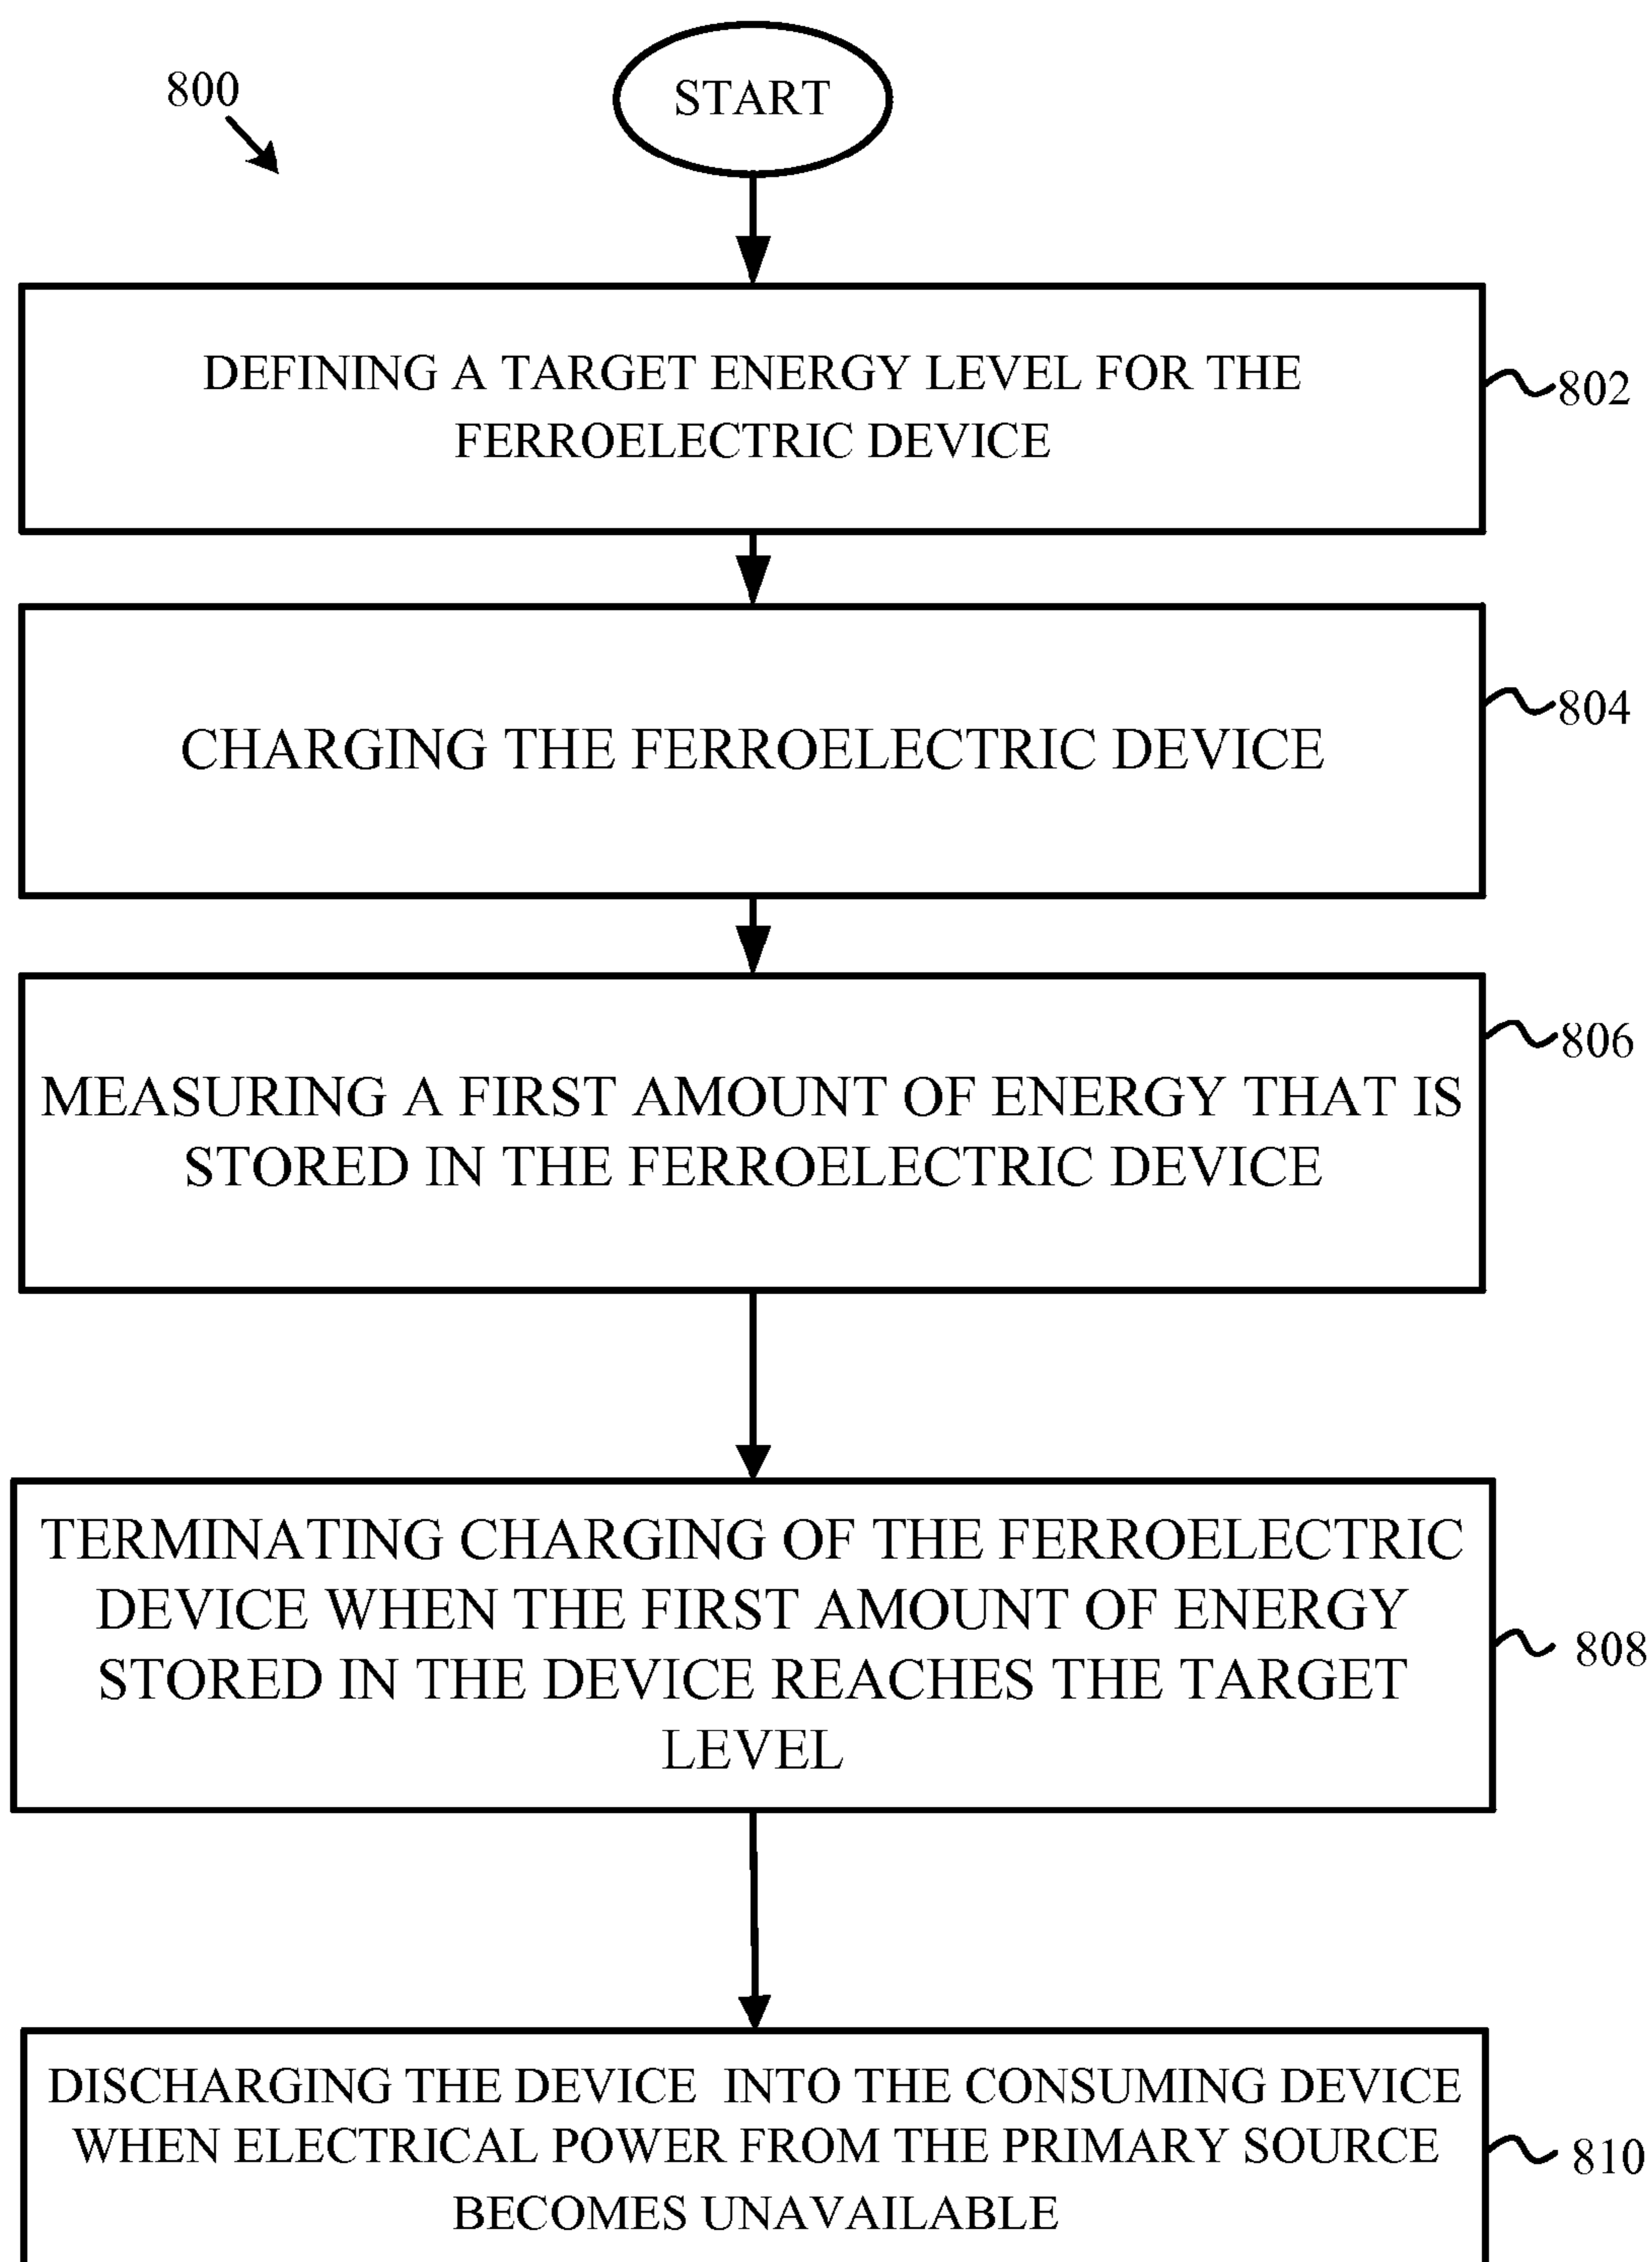 800
START
DEFINING A TARGET ENERGY LEVEL FOR THE
FERROELECTRIC DEVICE
802
CHARGING THE FERROELECTRIC DEVICE
804
MEASURING A FIRST AMOUNT OF ENERGY THAT IS
STORED IN THE FERROELECTRIC DEVICE
806
TERMINATING CHARGING OF THE FERROELECTRIC
DEVICE WHEN THE FIRST AMOUNT OF ENERGY
STORED IN THE DEVICE REACHES THE TARGET
LEVEL
808
DISCHARGING THE DEVICE INTO THE CONSUMING DEVICE
WHEN ELECTRICAL POWER FROM THE PRIMARY SOURCE
BECOMES UNAVAILABLE
810